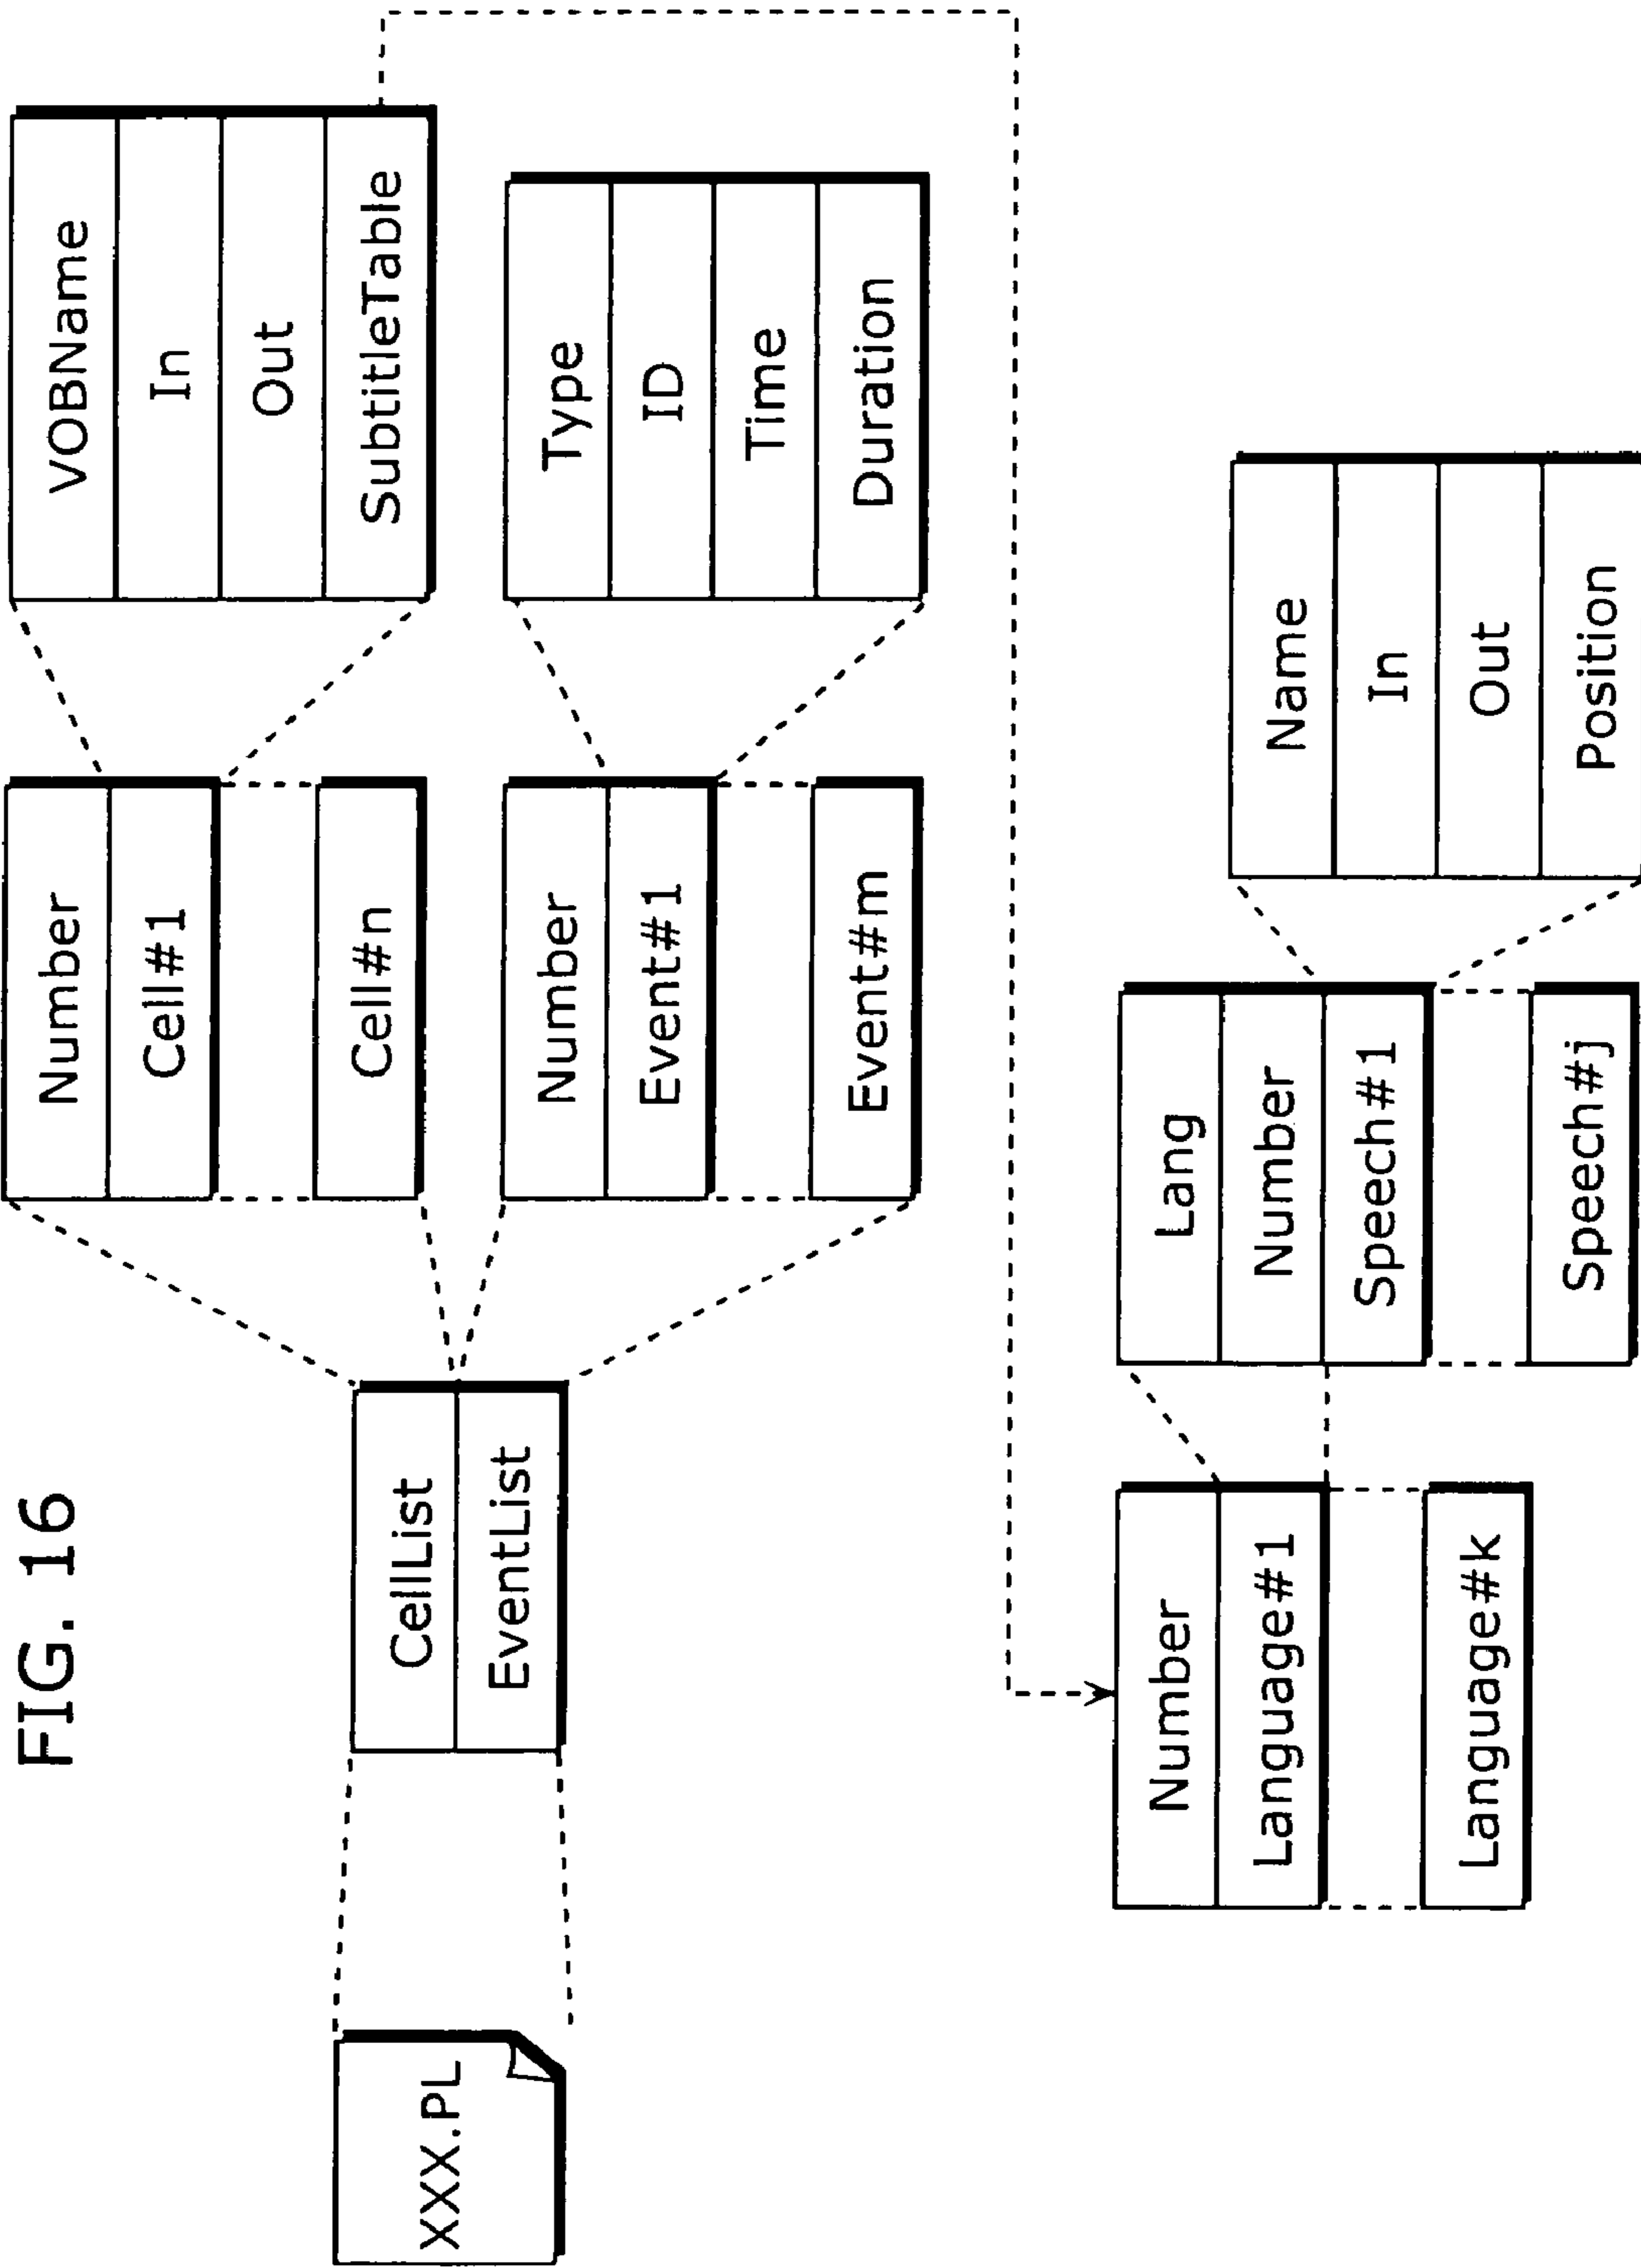 FIG. 16
XXX.PL
CellList
EventList
Number
Cell#1
Cell#n
Number
Event#1
Event#m
VOBName
In
Out
SubtitleTable
Type
ID
Time
Duration
Number
Language#1
Language#k
Lang
Number
Speech#1
Speech#j
Name
In
Out
Position